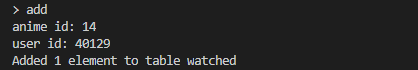 > add
anime id: 14
user id: 40129
Added 1 element to table watched